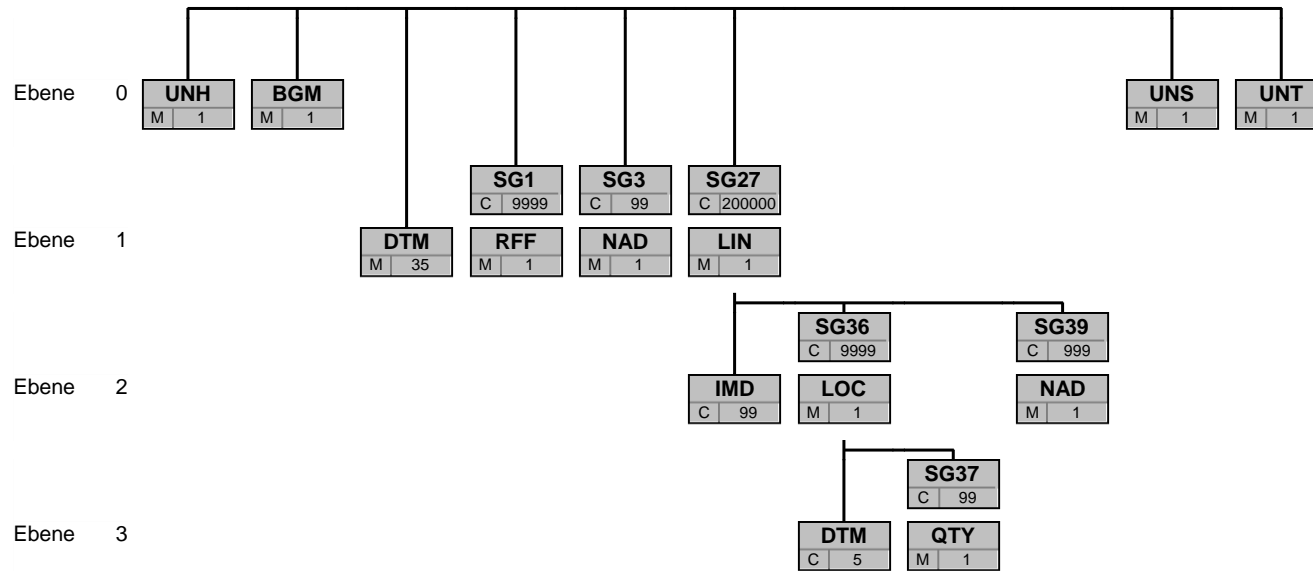 Ebene 0 UNH BGM UNS UNT
M 1 M 1 M 1 M 1
SG1 SG3 SG27
C 9999 C 99 C 200000
Ebene 1 DTM RFF NAD LIN
M 35 M 1 M 1 M 1
SG36 SG39
C 9999 C 999
Ebene 2 IMD LOC NAD
C 99 M 1 M 1
SG37
C 99
Ebene 3 DTM QTY
C 5 M 1